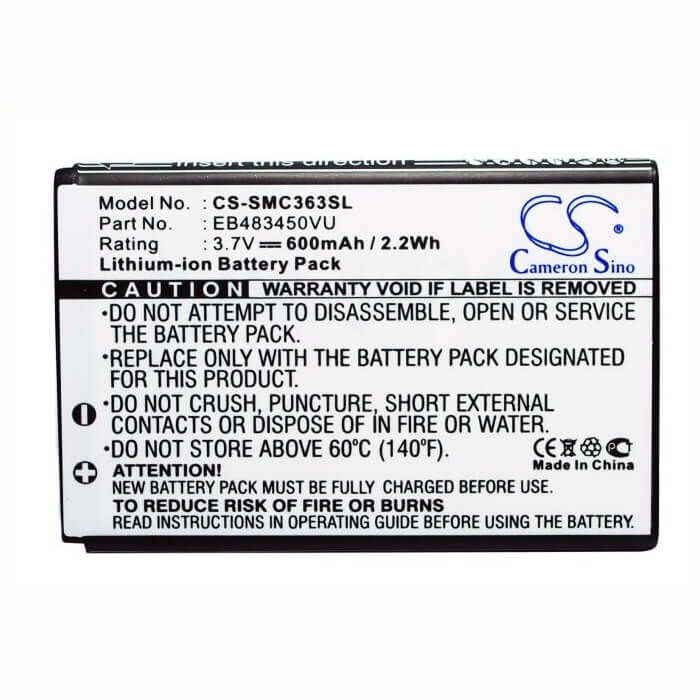 Insert this direction
CS
Model No. : CS-SMC363SL
Part No. : EB483450VU
Rating : 3.7V⎓600mAh / 2.2Wh
Lithium-ion Battery Pack
Cameron Sino
CAUTION WARRANTY VOID IF LABEL IS REMOVED
•DO NOT ATTEMPT TO DISASSEMBLE, OPEN OR SERVICE
THE BATTERY PACK.
•REPLACE ONLY WITH THE BATTERY PACK DESIGNATED
FOR THIS PRODUCT.
•DO NOT CRUSH, PUNCTURE, SHORT EXTERNAL
CONTACTS OR DISPOSE OF IN FIRE OR WATER.
•DO NOT STORE ABOVE 60°C (140°F).
CE
Made In China
ATTENTION!
NEW BATTERY PACK MUST BE FULLY CHARGED BEFORE USE
TO REDUCE RISK OF FIRE OR BURNS
READ INSTRUCTIONS IN OPERATING GUIDE BEFORE USING THE BATTERY.